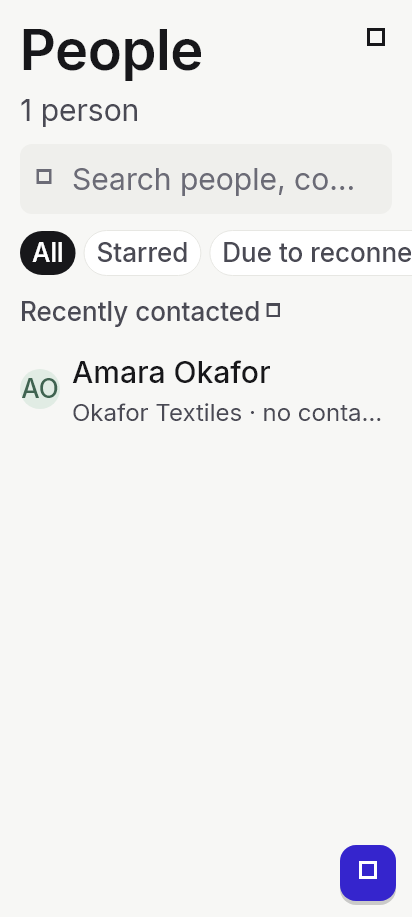 People
1 person
Search people, co...
All
Starred
Due to reconne
Recently contacted
AO
Amara Okafor
Okafor Textiles · no conta...